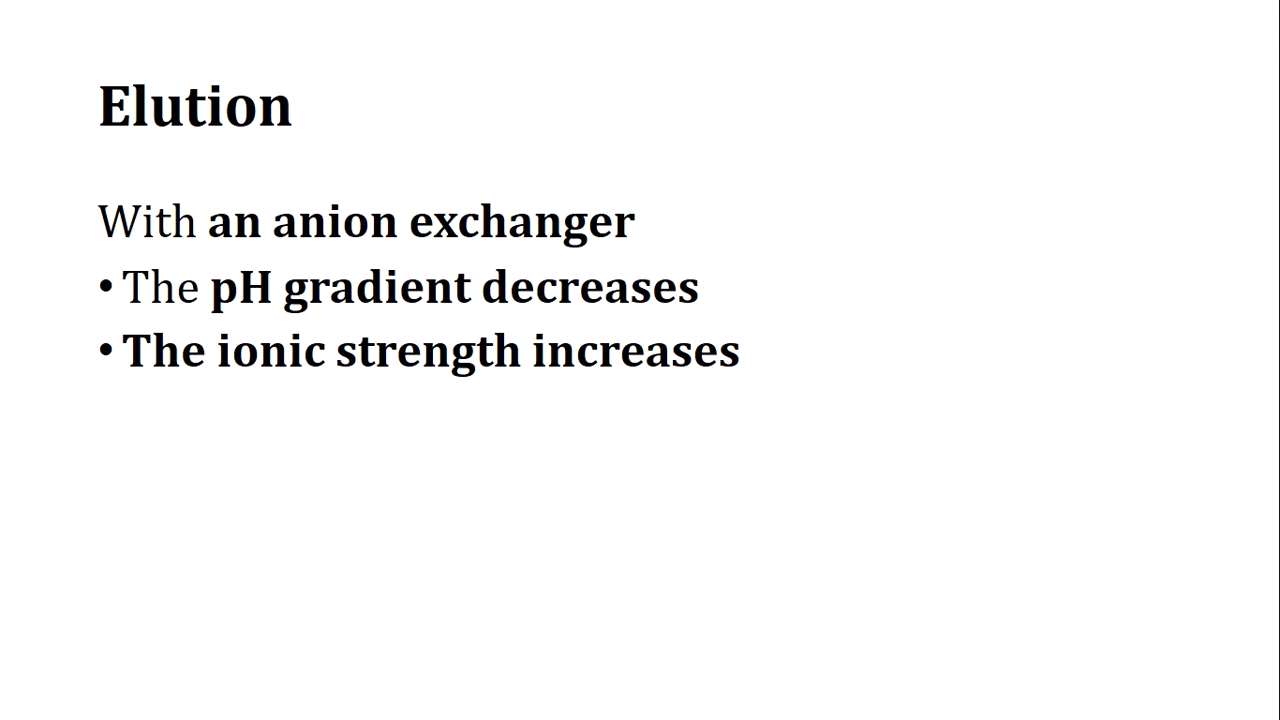 Elution
With an anion exchanger
• The pH gradient decreases
• The ionic strength increases